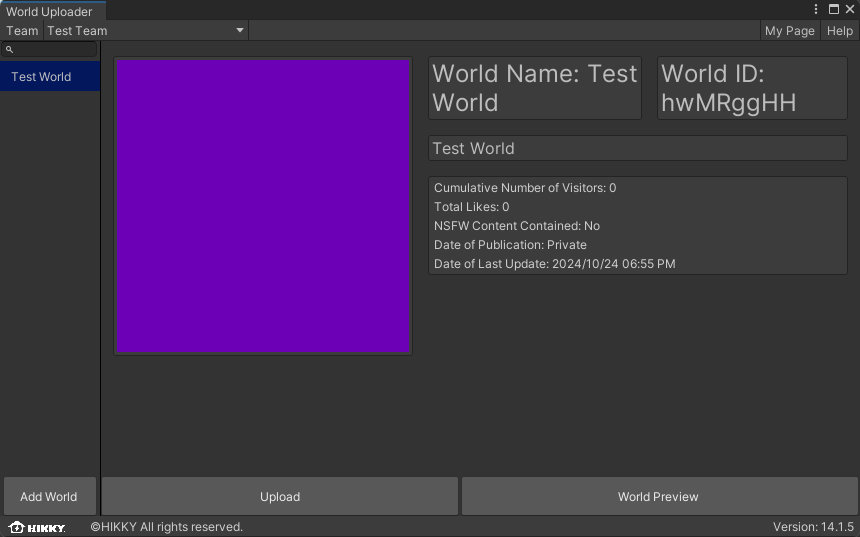 World Uploader
Team Test Team My Page Help
Test World
World Name: Test
World
World ID:
hwMRggHH
Test World
Cumulative Number of Visitors: 0
Total Likes: 0
NSFW Content Contained: No
Date of Publication: Private
Date of Last Update: 2024/10/24 06:55 PM
Add World Upload World Preview
HIKKY ©HIKKY All rights reserved. Version: 14.1.5